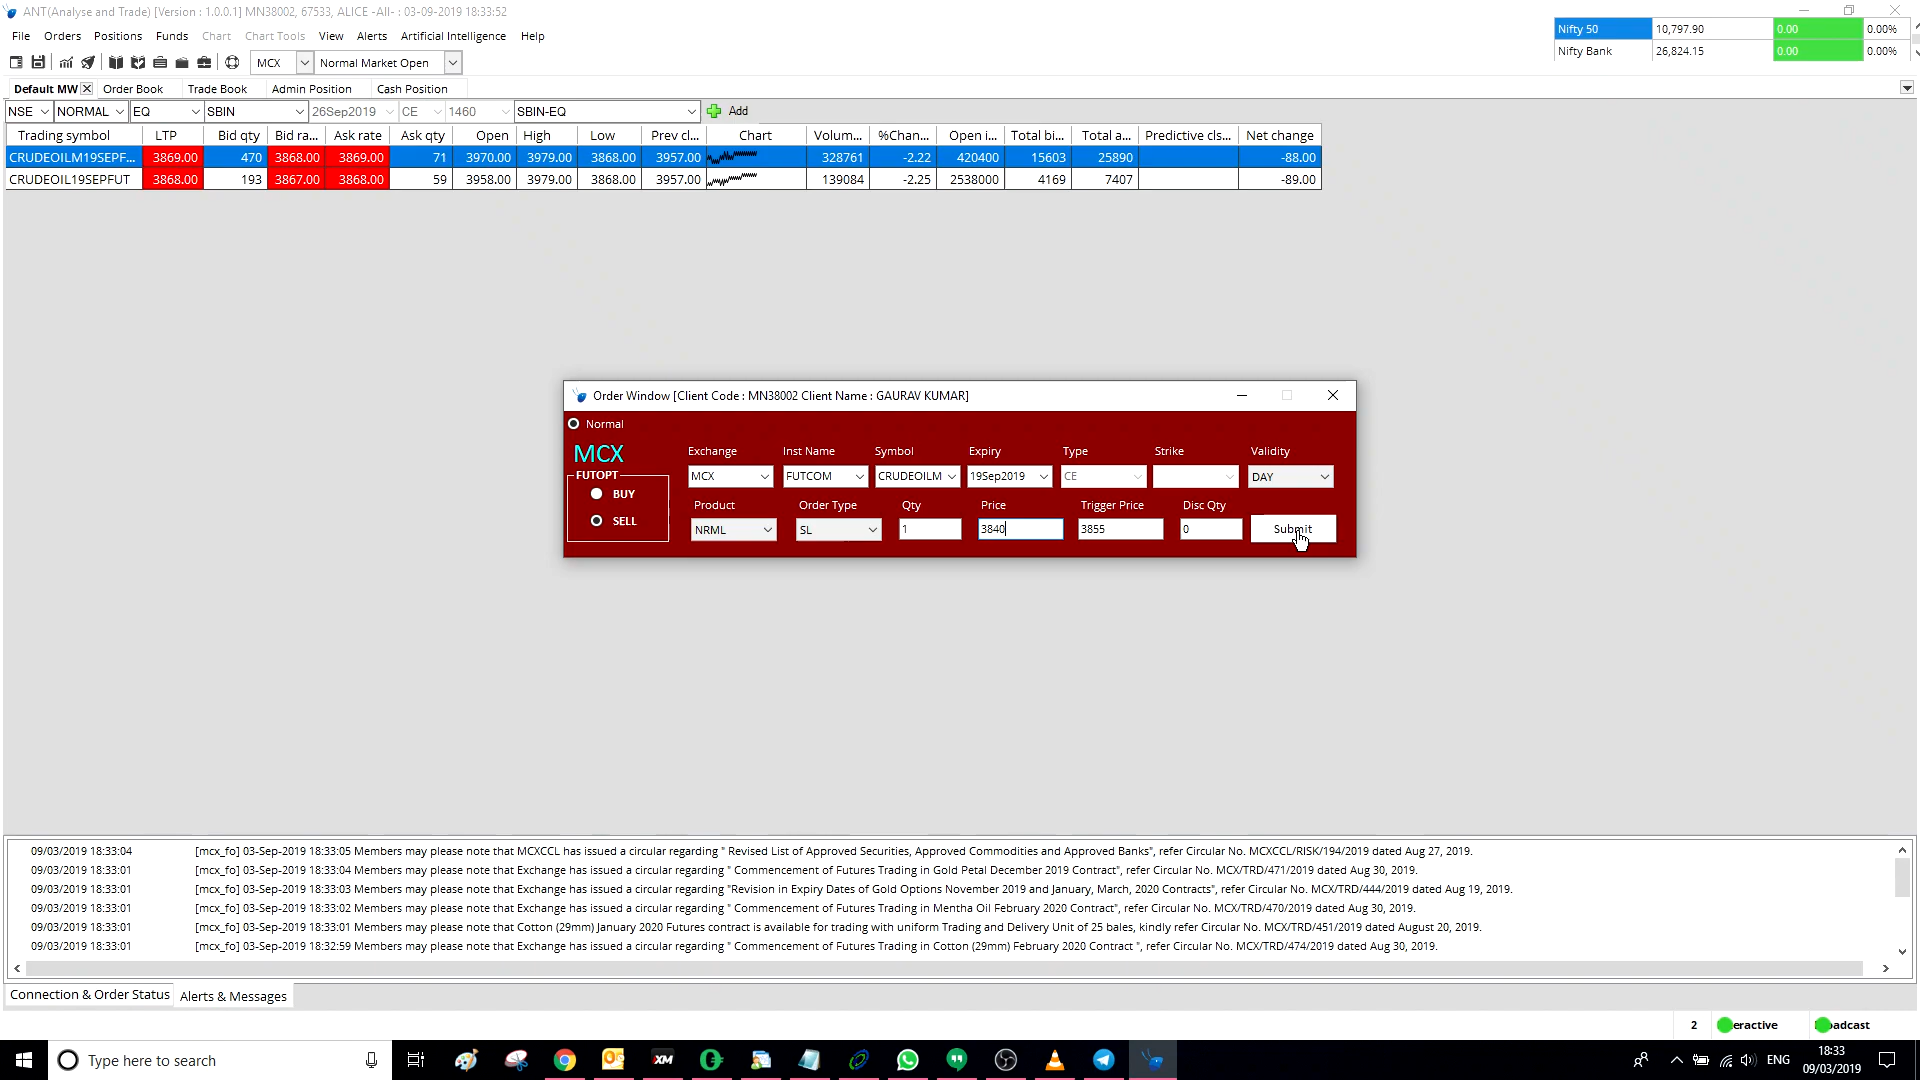 ANT(Analyse and Trade) [Version : 1.0.0.1] MN38002, 67533, ALICE -All- : 03-09-2019 18:33:52
File Orders Positions Funds Chart Chart Tools View Alerts Artificial Intelligence Help
Nifty 50 10,797.90 0.00 0.00%
Nifty Bank 26,824.15 0.00 0.00%
MCX Normal Market Open
Default MW Order Book Trade Book Admin Position Cash Position
NSE NORMAL EQ SBIN 26Sep2019 CE 1460 SBIN-EQ Add
Trading symbol LTP Bid qty Bid ra... Ask rate Ask qty Open High Low Prev cl... Chart Volum... %Chan... Open i... Total bi... Total a... Predictive cls... Net change
CRUDEOILM19SEPF... 3869.00 470 3868.00 3869.00 71 3970.00 3979.00 3868.00 3957.00 328761 -2.22 420400 15603 25890 -88.00
CRUDEOIL19SEPFUT 3868.00 193 3867.00 3868.00 59 3958.00 3979.00 3868.00 3957.00 139084 -2.25 2538000 4169 7407 -89.00
Order Window [Client Code : MN38002 Client Name : GAURAV KUMAR]
Normal
MCX
FUTOPT
BUY
SELL
Exchange Inst Name Symbol Expiry Type Strike Validity
MCX FUTCOM CRUDEOILM 19Sep2019 CE DAY
Product Order Type Qty Price Trigger Price Disc Qty
NRML SL 1 3840 3855 0 Submit
09/03/2019 18:33:04 [mcx_fo] 03-Sep-2019 18:33:05 Members may please note that MCXCCL has issued a circular regarding " Revised List of Approved Securities, Approved Commodities and Approved Banks", refer Circular No. MCXCCL/RISK/194/2019 dated Aug 27, 2019.
09/03/2019 18:33:01 [mcx_fo] 03-Sep-2019 18:33:04 Members may please note that Exchange has issued a circular regarding " Commencement of Futures Trading in Gold Petal December 2019 Contract", refer Circular No. MCX/TRD/471/2019 dated Aug 30, 2019.
09/03/2019 18:33:01 [mcx_fo] 03-Sep-2019 18:33:03 Members may please note that Exchange has issued a circular regarding "Revision in Expiry Dates of Gold Options November 2019 and January, March, 2020 Contracts", refer Circular No. MCX/TRD/444/2019 dated Aug 19, 2019.
09/03/2019 18:33:01 [mcx_fo] 03-Sep-2019 18:33:02 Members may please note that Exchange has issued a circular regarding " Commencement of Futures Trading in Mentha Oil February 2020 Contract", refer Circular No. MCX/TRD/470/2019 dated Aug 30, 2019.
09/03/2019 18:33:01 [mcx_fo] 03-Sep-2019 18:33:01 Members may please note that Cotton (29mm) January 2020 Futures contract is available for trading with uniform Trading and Delivery Unit of 25 bales, kindly refer Circular No. MCX/TRD/451/2019 dated August 20, 2019.
09/03/2019 18:33:01 [mcx_fo] 03-Sep-2019 18:32:59 Members may please note that Exchange has issued a circular regarding " Commencement of Futures Trading in Cotton (29mm) February 2020 Contract ", refer Circular No. MCX/TRD/474/2019 dated Aug 30, 2019.
Connection & Order Status Alerts & Messages
2 eractive adcast
Type here to search
XM
ENG
18:33
09/03/2019